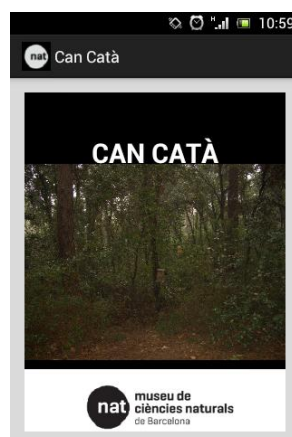 H 10:59
nat Can Catà
CAN CATÀ
nat
museu de
ciències naturals
de Barcelona